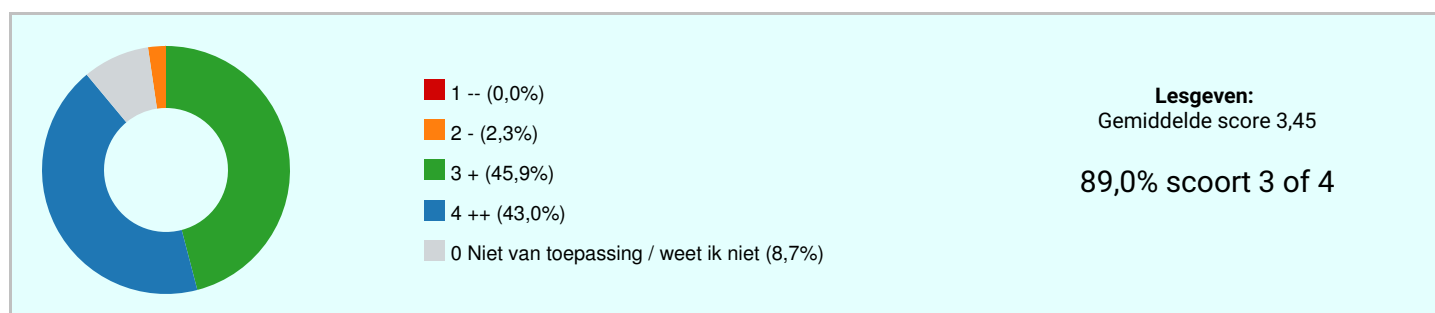 1 -- (0,0%)
2 - (2,3%)
3 + (45,9%)
4 ++ (43,0%)
0 Niet van toepassing / weet ik niet (8,7%)
Lesgeven:
Gemiddelde score 3,45
89,0% scoort 3 of 4